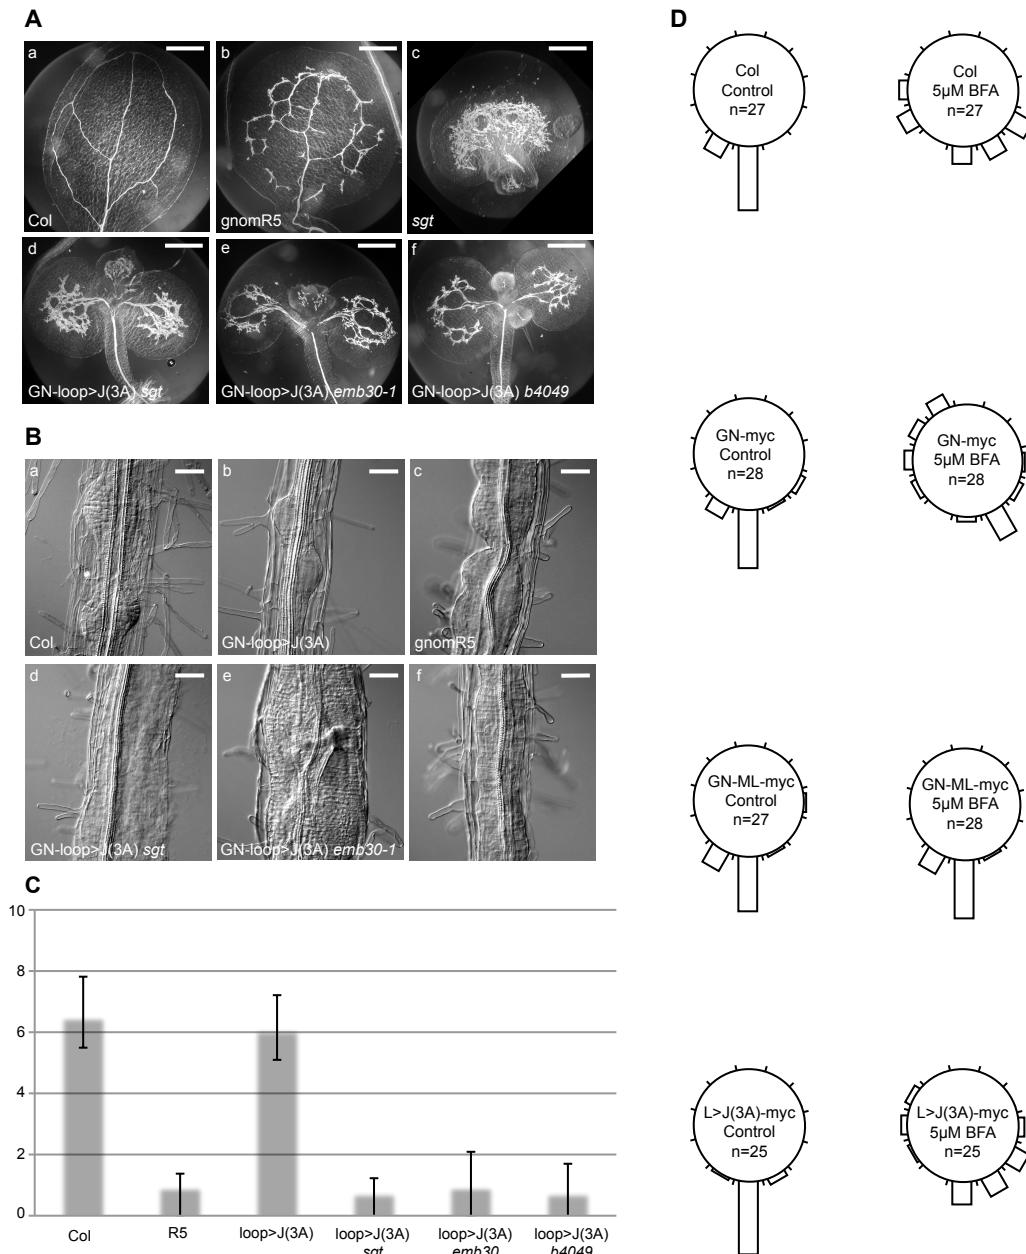 A
a
b
c
Col
gnomR5
sgt
d
e
f
GN-loop>J(3A) sgt
GN-loop>J(3A) emb30-1
GN-loop>J(3A) b4049
B
a
b
c
Col
GN-loop>J(3A)
gnomR5
d
e
f
GN-loop>J(3A) sgt
GN-loop>J(3A) emb30-1
C
10
8
6
4
2
0
Col
R5
loop>J(3A)
loop>J(3A)
sgt
loop>J(3A)
emb30
loop>J(3A)
b4049
D
Col
Control
n=27
Col
5µM BFA
n=27
GN-myc
Control
n=28
GN-myc
5µM BFA
n=28
GN-ML-myc
Control
n=27
GN-ML-myc
5µM BFA
n=28
L>J(3A)-myc
Control
n=25
L>J(3A)-myc
5µM BFA
n=25